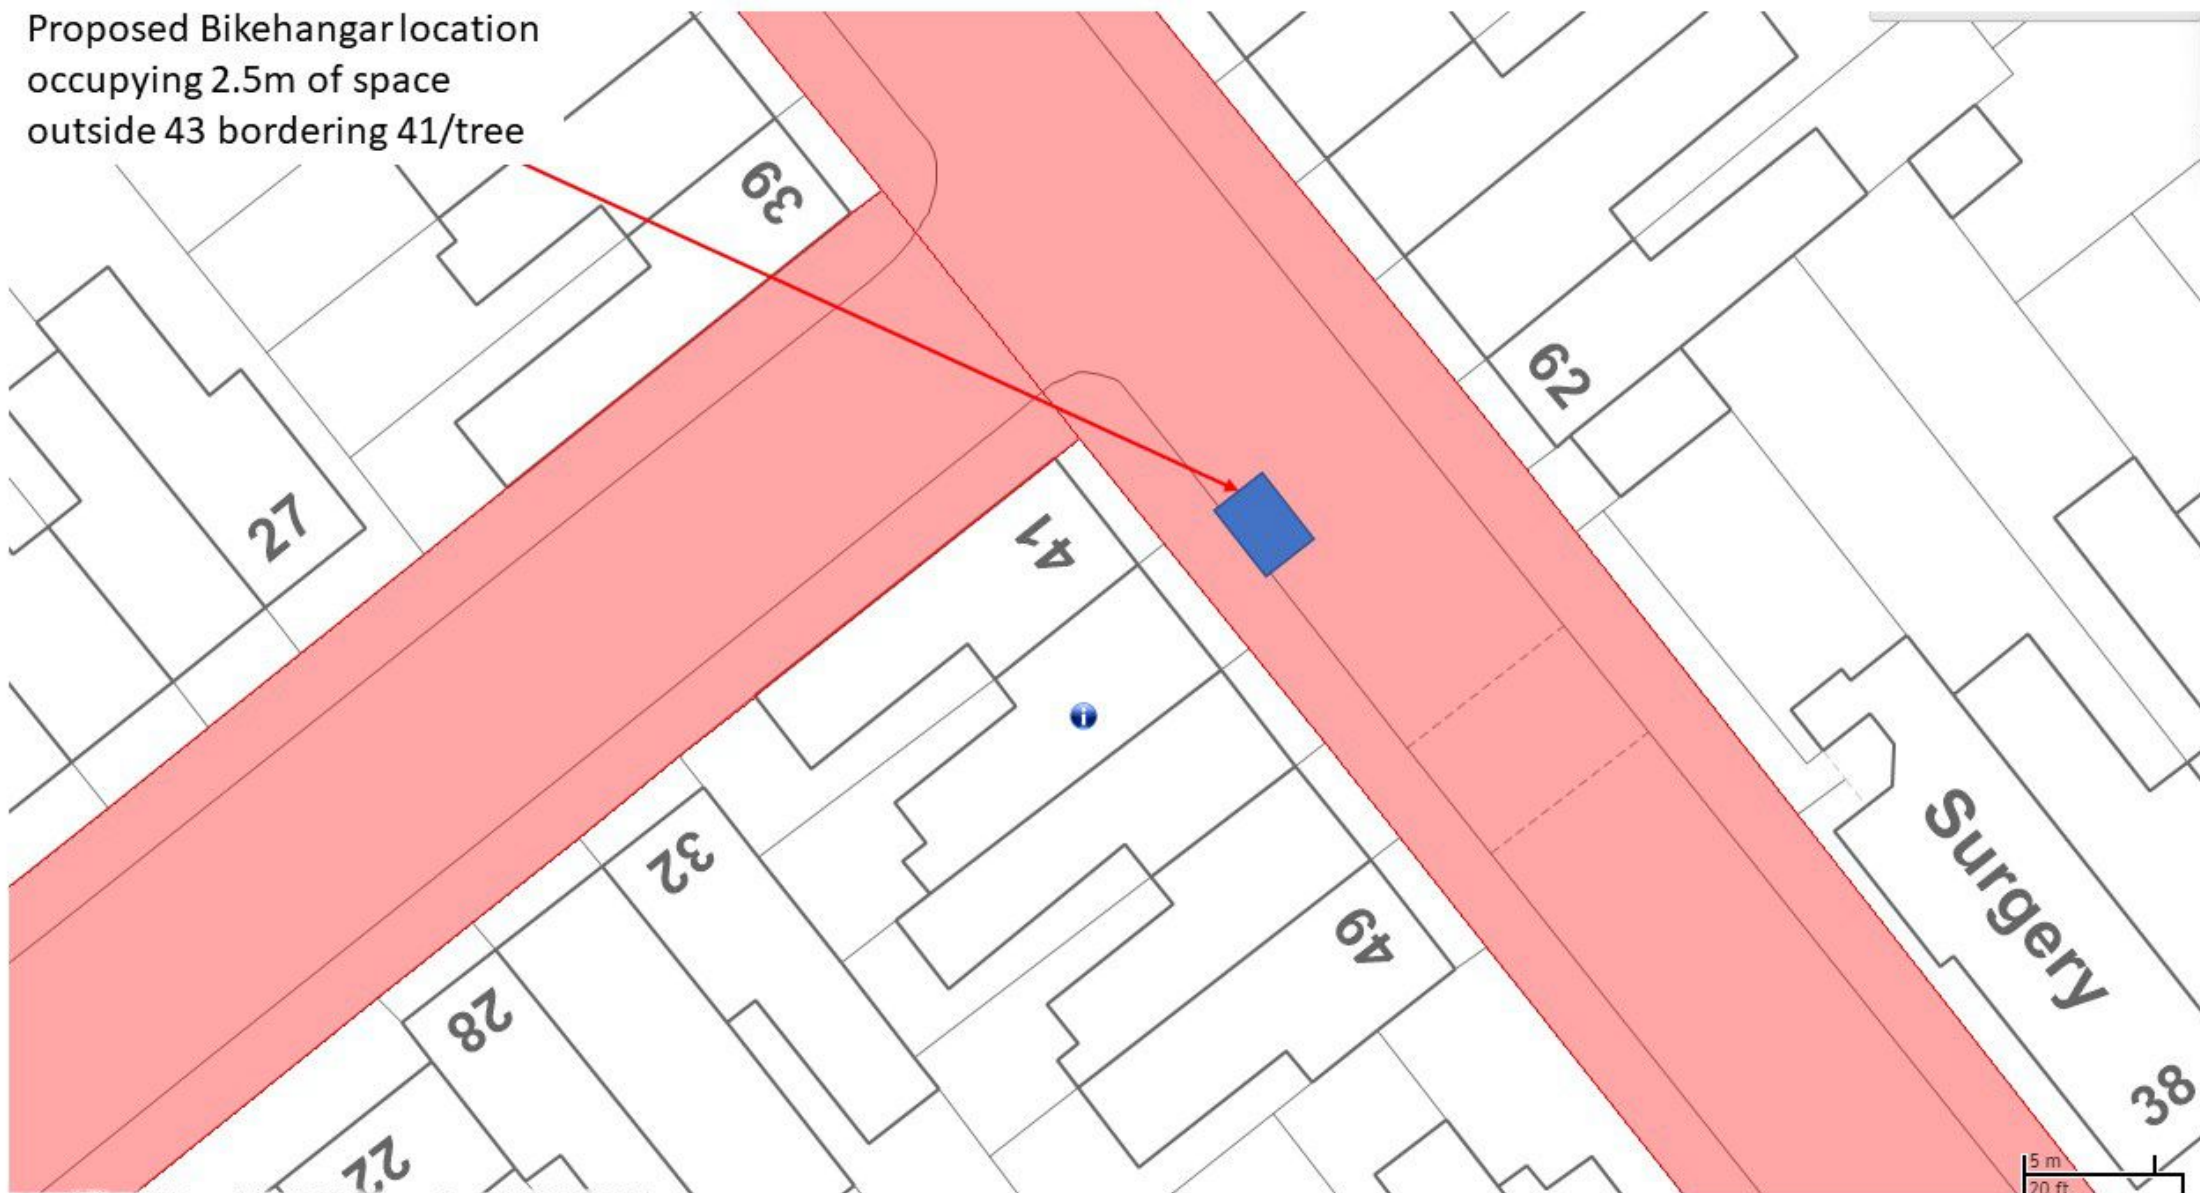 Proposed Bikehangar location
occupying 2.5m of space
outside 43 bordering 41/tree
39
62
27
41
i
32
49
Surgery
28
38
22
5 m
20 ft